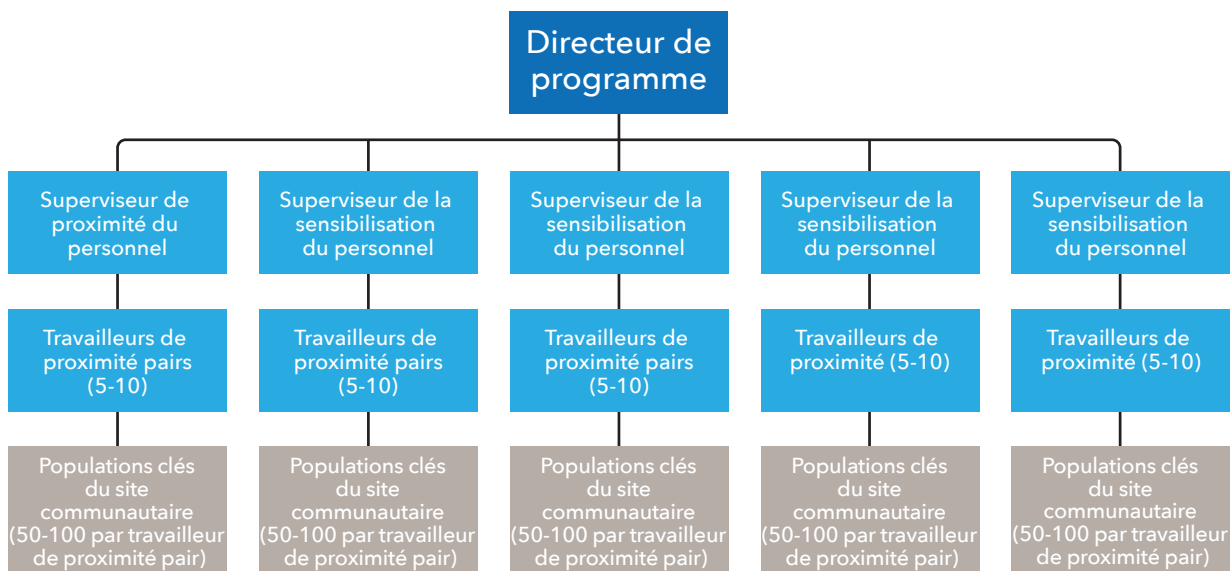 Directeur de
programme
Superviseur de
proximité du
personnel
Superviseur de la
sensibilisation
du personnel
Superviseur de la
sensibilisation
du personnel
Superviseur de la
sensibilisation
du personnel
Superviseur de la
sensibilisation
du personnel
Travailleurs de
proximité pairs
(5-10)
Travailleurs de
proximité pairs
(5-10)
Travailleurs de
proximité pairs
(5-10)
Travailleurs de
proximité (5-10)
Travailleurs de
proximité (5-10)
Populations clés
du site
communautaire
(50-100 par travailleur
de proximité pair)
Populations clés
du site
communautaire
(50-100 par travailleur
de proximité pair)
Populations clés
du site
communautaire
(50-100 par travailleur
de proximité pair)
Populations clés
du site
communautaire
(50-100 par travailleur
de proximité pair)
Populations clés
du site
communautaire
(50-100 par travailleur
de proximité pair)